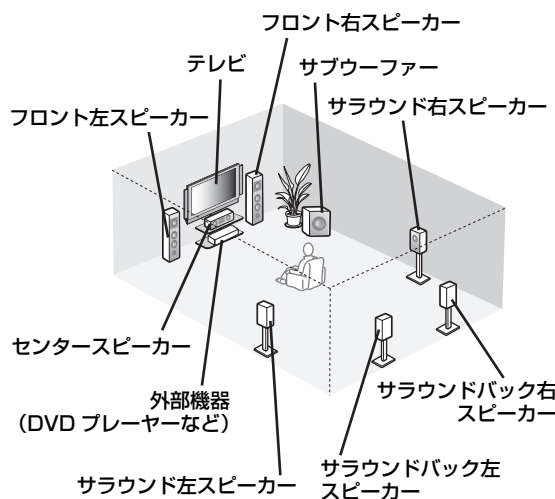 フロント右スピーカー
テレビ
サブウーファー
フロント左スピーカー
サラウンド右スピーカー
センタースピーカー
外部機器
（DVD プレーヤーなど）
サラウンドバック右
スピーカー
サラウンド左スピーカー
サラウンドバック左
スピーカー